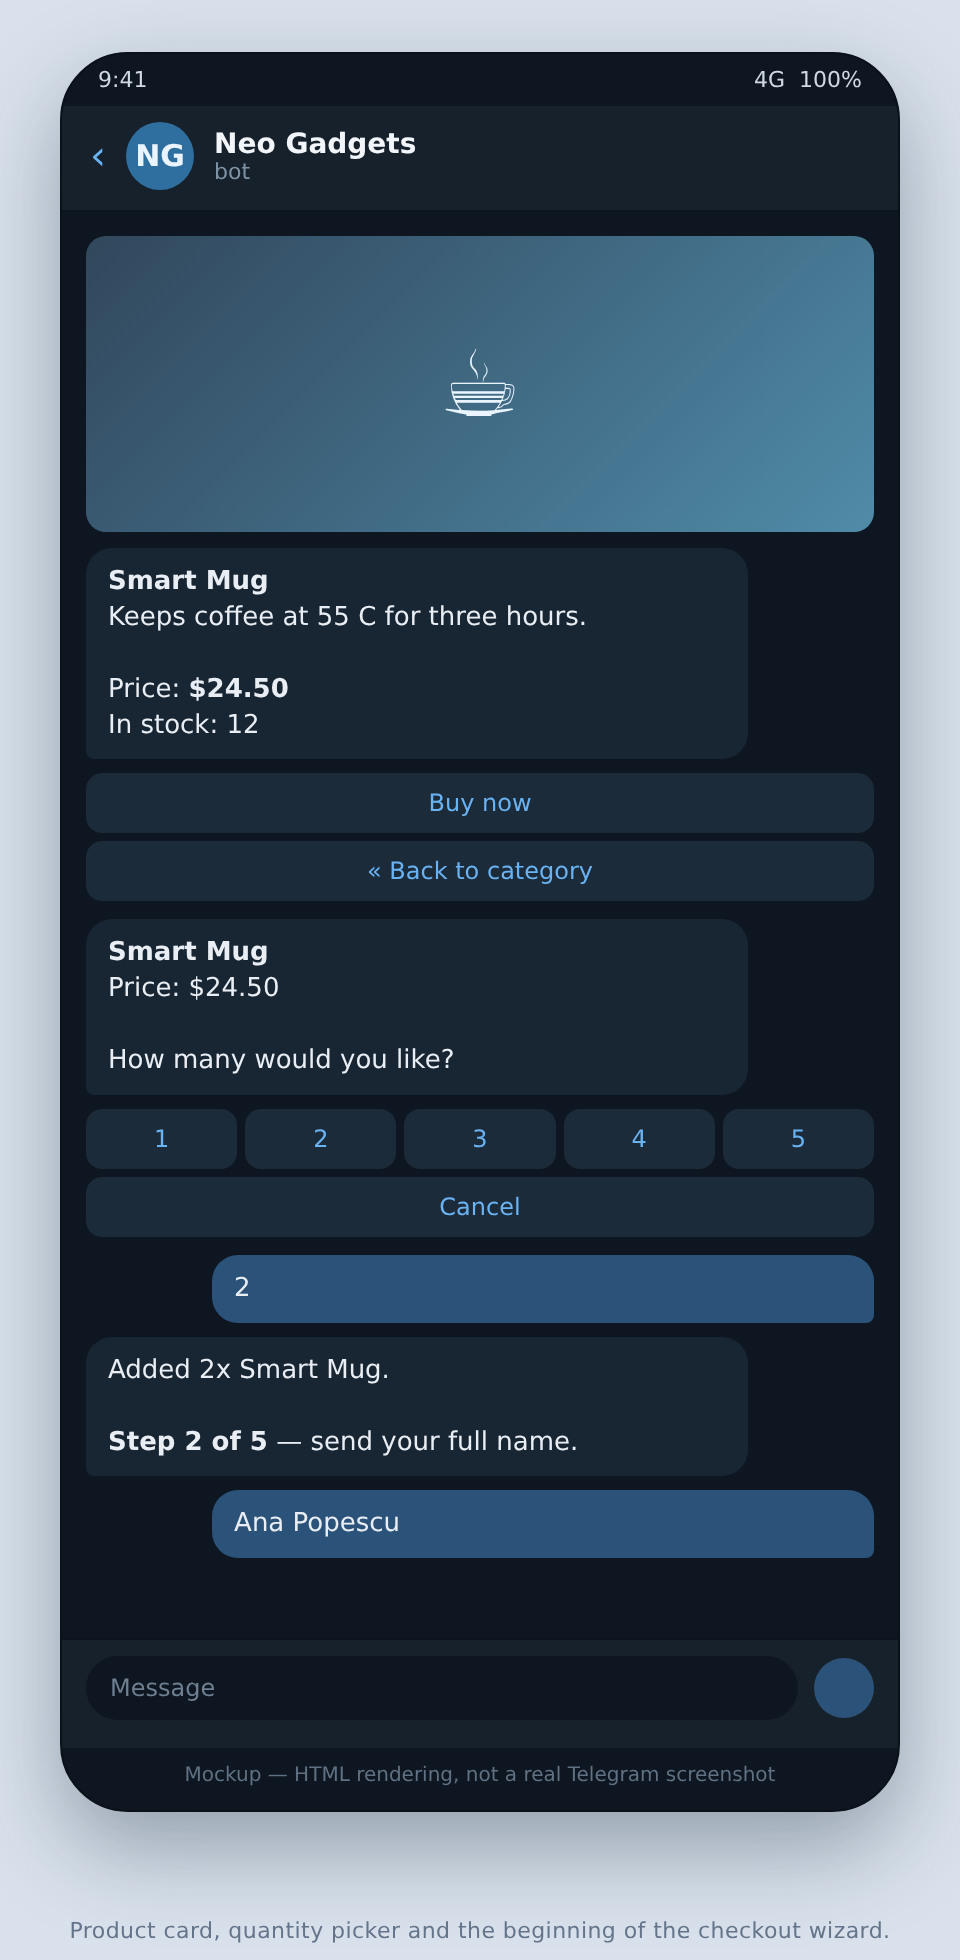 9:41
4G 100%
‹
NG
Neo Gadgets
bot
Smart Mug
Keeps coffee at 55 C for three hours.
Price: $24.50
In stock: 12
Buy now
« Back to category
Smart Mug
Price: $24.50
How many would you like?
1 2 3 4 5
Cancel
2
Added 2x Smart Mug.
Step 2 of 5 — send your full name.
Ana Popescu
Message
Mockup — HTML rendering, not a real Telegram screenshot
Product card, quantity picker and the beginning of the checkout wizard.